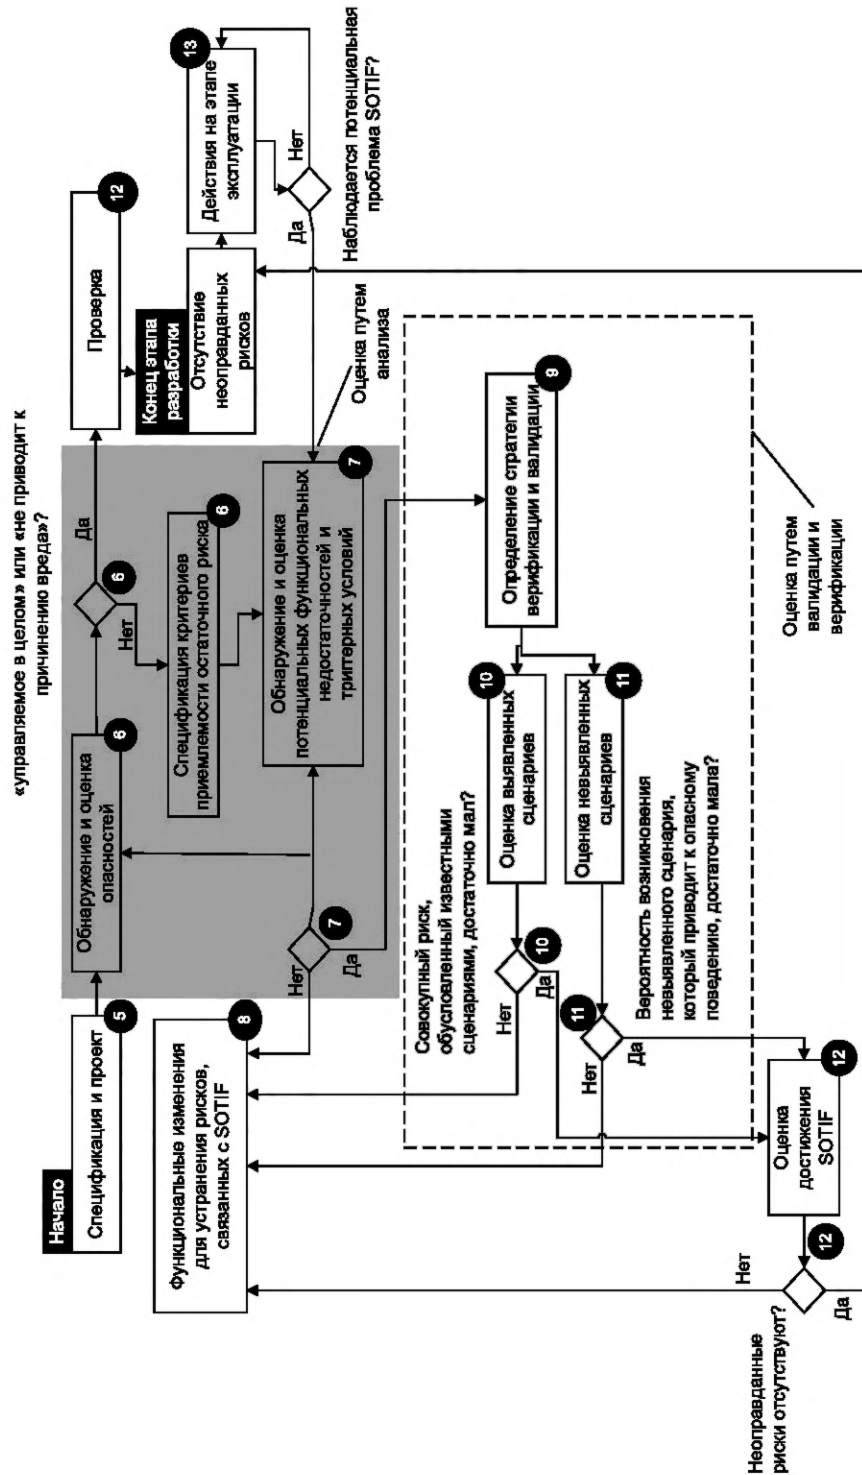 «управляемое в целом» или «не приводит к
причинению вреда»?
Начало
Спецификация и проект
5
Обнаружение и оценка
опасностей
6
6
Да
Нет
Проверка
12
Конец этапа
разработки
Отсутствие
неоправданных
рисков
Действия на этапе
эксплуатации
13
Нет
Да
Наблюдается потенциальная
проблема SOTIF?
Спецификация критериев
приемлемости остаточного риска
6
Обнаружение и оценка
потенциальных функциональных
недостаточностей и
триггерных условий
7
Оценка путем
анализа
Функциональные изменения
для устранения рисков,
связанных с SOTIF
8
Нет
7
Да
Определение стратегии
верификации и валидации
9
Совокупный риск,
обусловленный известными
сценариями, достаточно мал?
Оценка выявленных
сценариев
10
10
Нет
Да
Оценка невыявленных
сценариев
11
11
Нет
Да
Вероятность возникновения
невыявленного сценария,
который приводит к опасному
поведению, достаточно мала?
Оценка путем
валидации и
верификации
Оценка
достижения
SOTIF
12
12
Нет
Да
Неоправданные
риски отсутствуют?